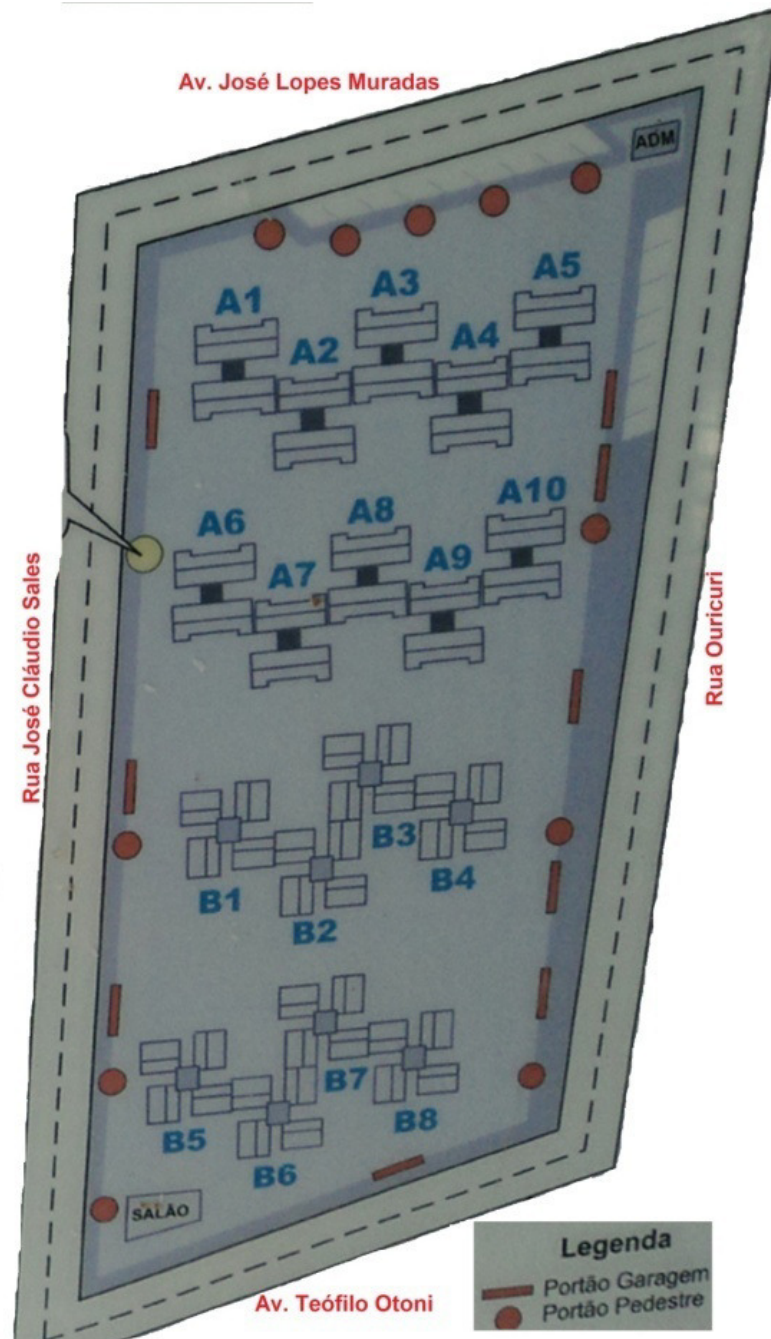 Av. José Lopes Muradas
ADM
A1
A2
A3
A4
A5
A6
A7
A8
A9
A10
Rua José Cláudio Sales
Rua Ouricuri
B1
B2
B3
B4
B5
B6
B7
B8
SALÃO
Av. Teófilo Otoni
Legenda
Portão Garagem
Portão Pedestre